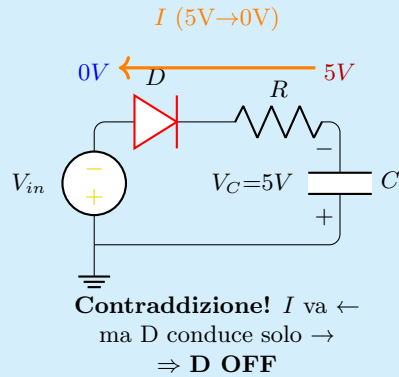 I (5V→0V)
0V
5V
D
R
−
V_in
−
+
V_C=5V
C
+
Contraddizione! I va ←
ma D conduce solo →
⇒ D OFF